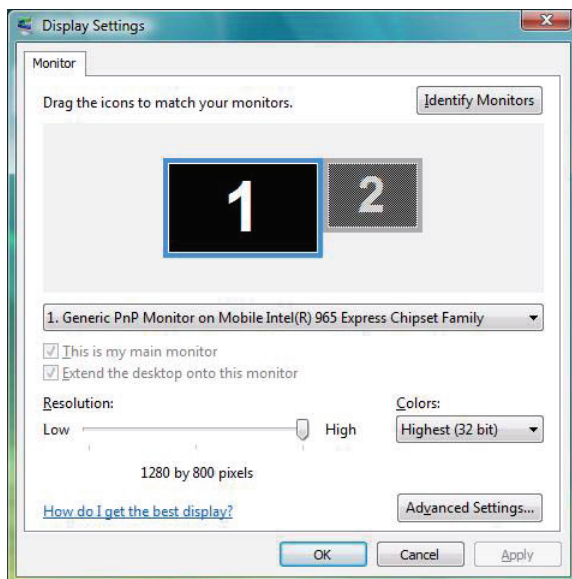 Display Settings
Monitor
Drag the icons to match your monitors.
Identify Monitors
1
2
1. Generic PnP Monitor on Mobile Intel(R) 965 Express Chipset Family
This is my main monitor
Extend the desktop onto this monitor
Resolution:
Colors:
Low
High
Highest (32 bit)
1280 by 800 pixels
How do I get the best display?
Advanced Settings...
OK
Cancel
Apply